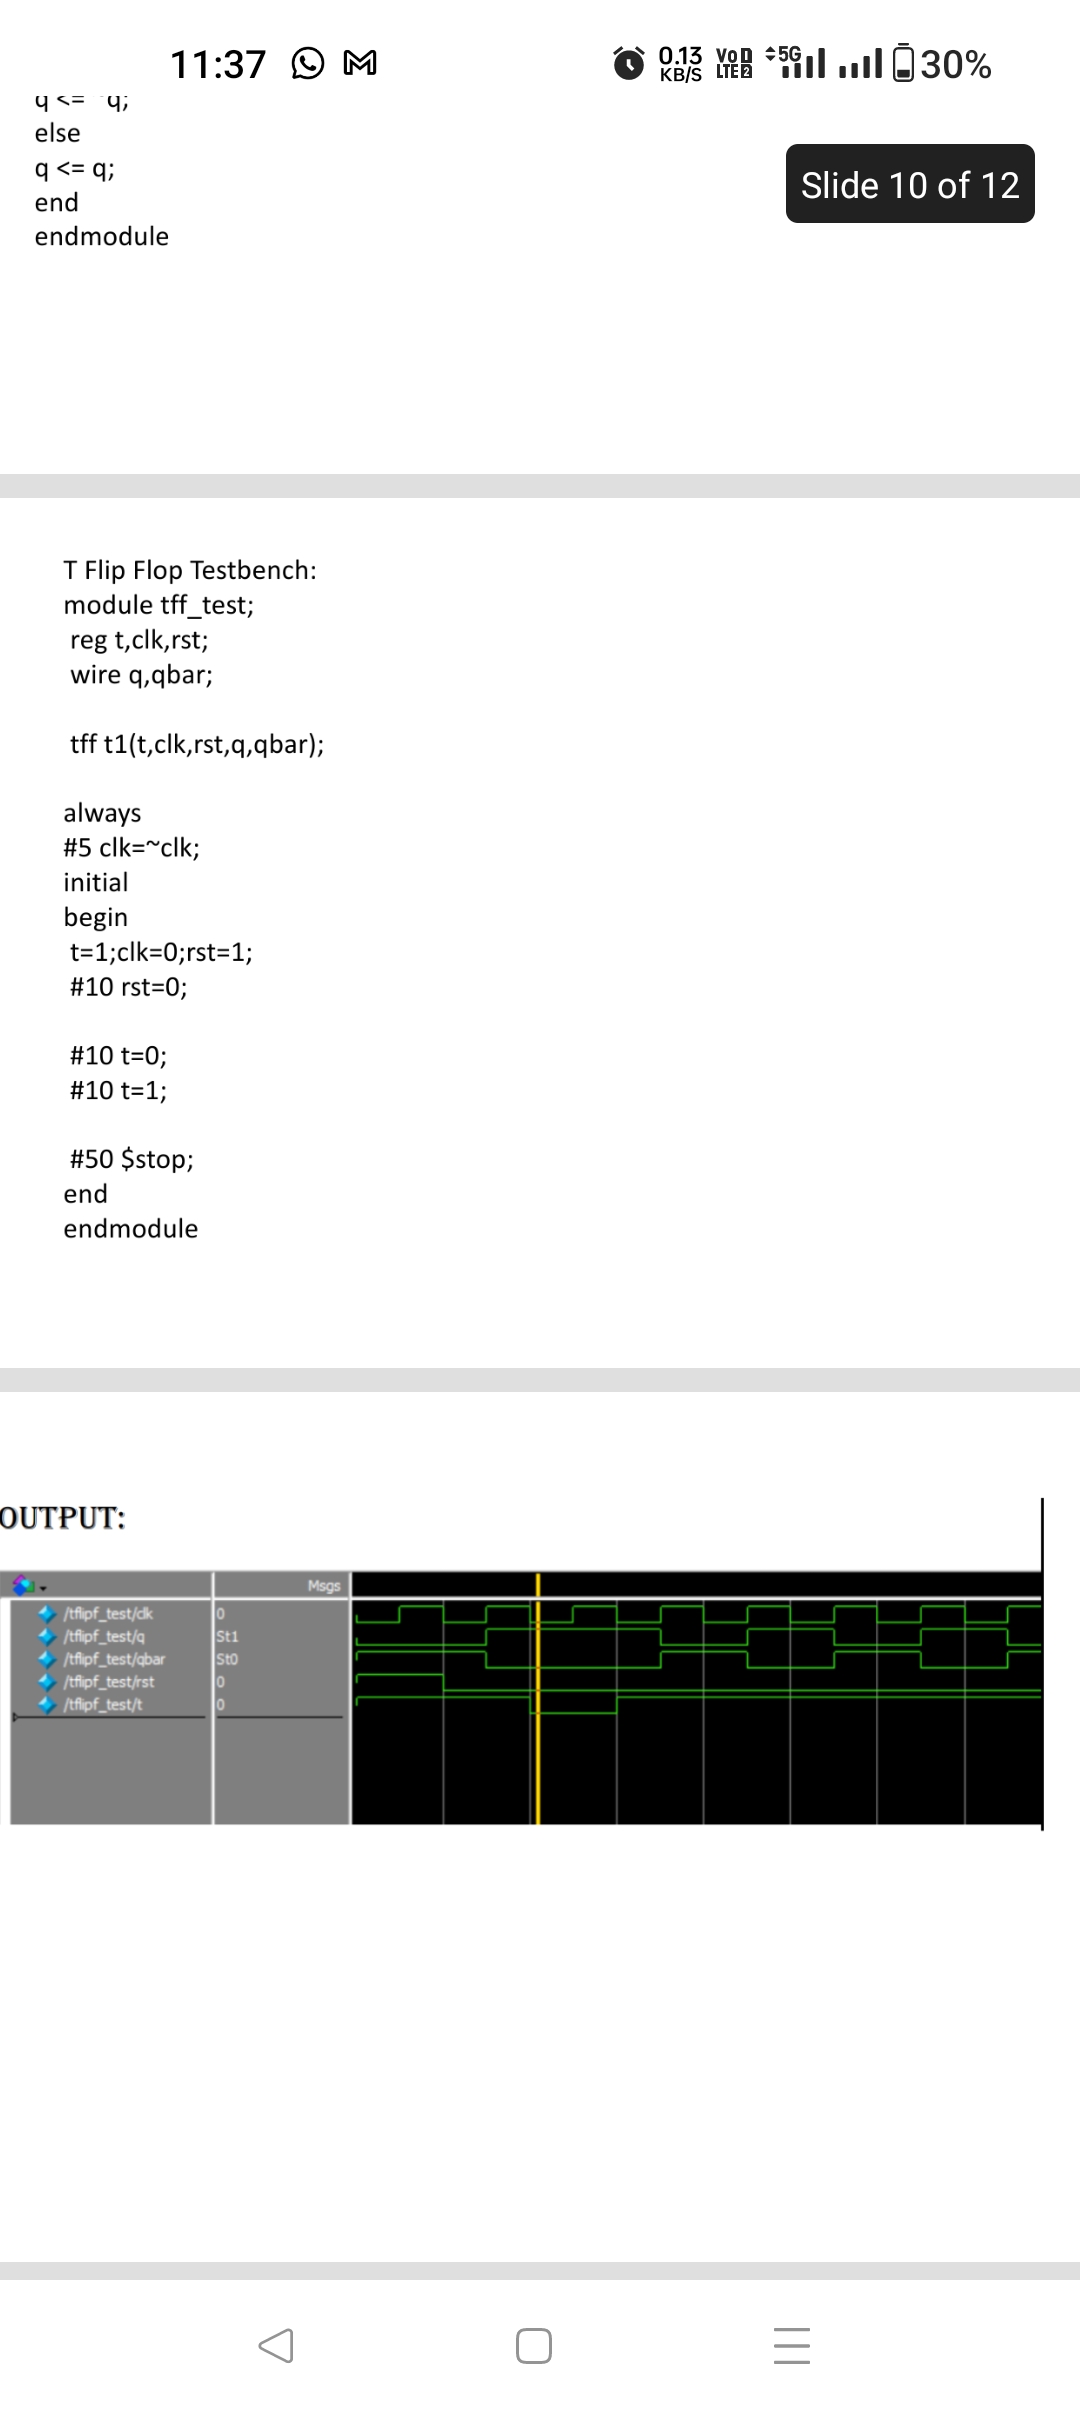 11:37 0.13 KB/S VoD LTE2 5G 30%
q <= ~q;
else
q <= q;
end
endmodule
Slide 10 of 12
T Flip Flop Testbench:
module tff_test;
reg t,clk,rst;
wire q,qbar;
tff t1(t,clk,rst,q,qbar);
always
#5 clk=~clk;
initial
begin
t=1;clk=0;rst=1;
#10 rst=0;
#10 t=0;
#10 t=1;
#50 $stop;
end
endmodule
OUTPUT:
Msgs
/tflipf_test/clk 0
/tflipf_test/q St1
/tflipf_test/qbar St0
/tflipf_test/rst 0
/tflipf_test/t 0